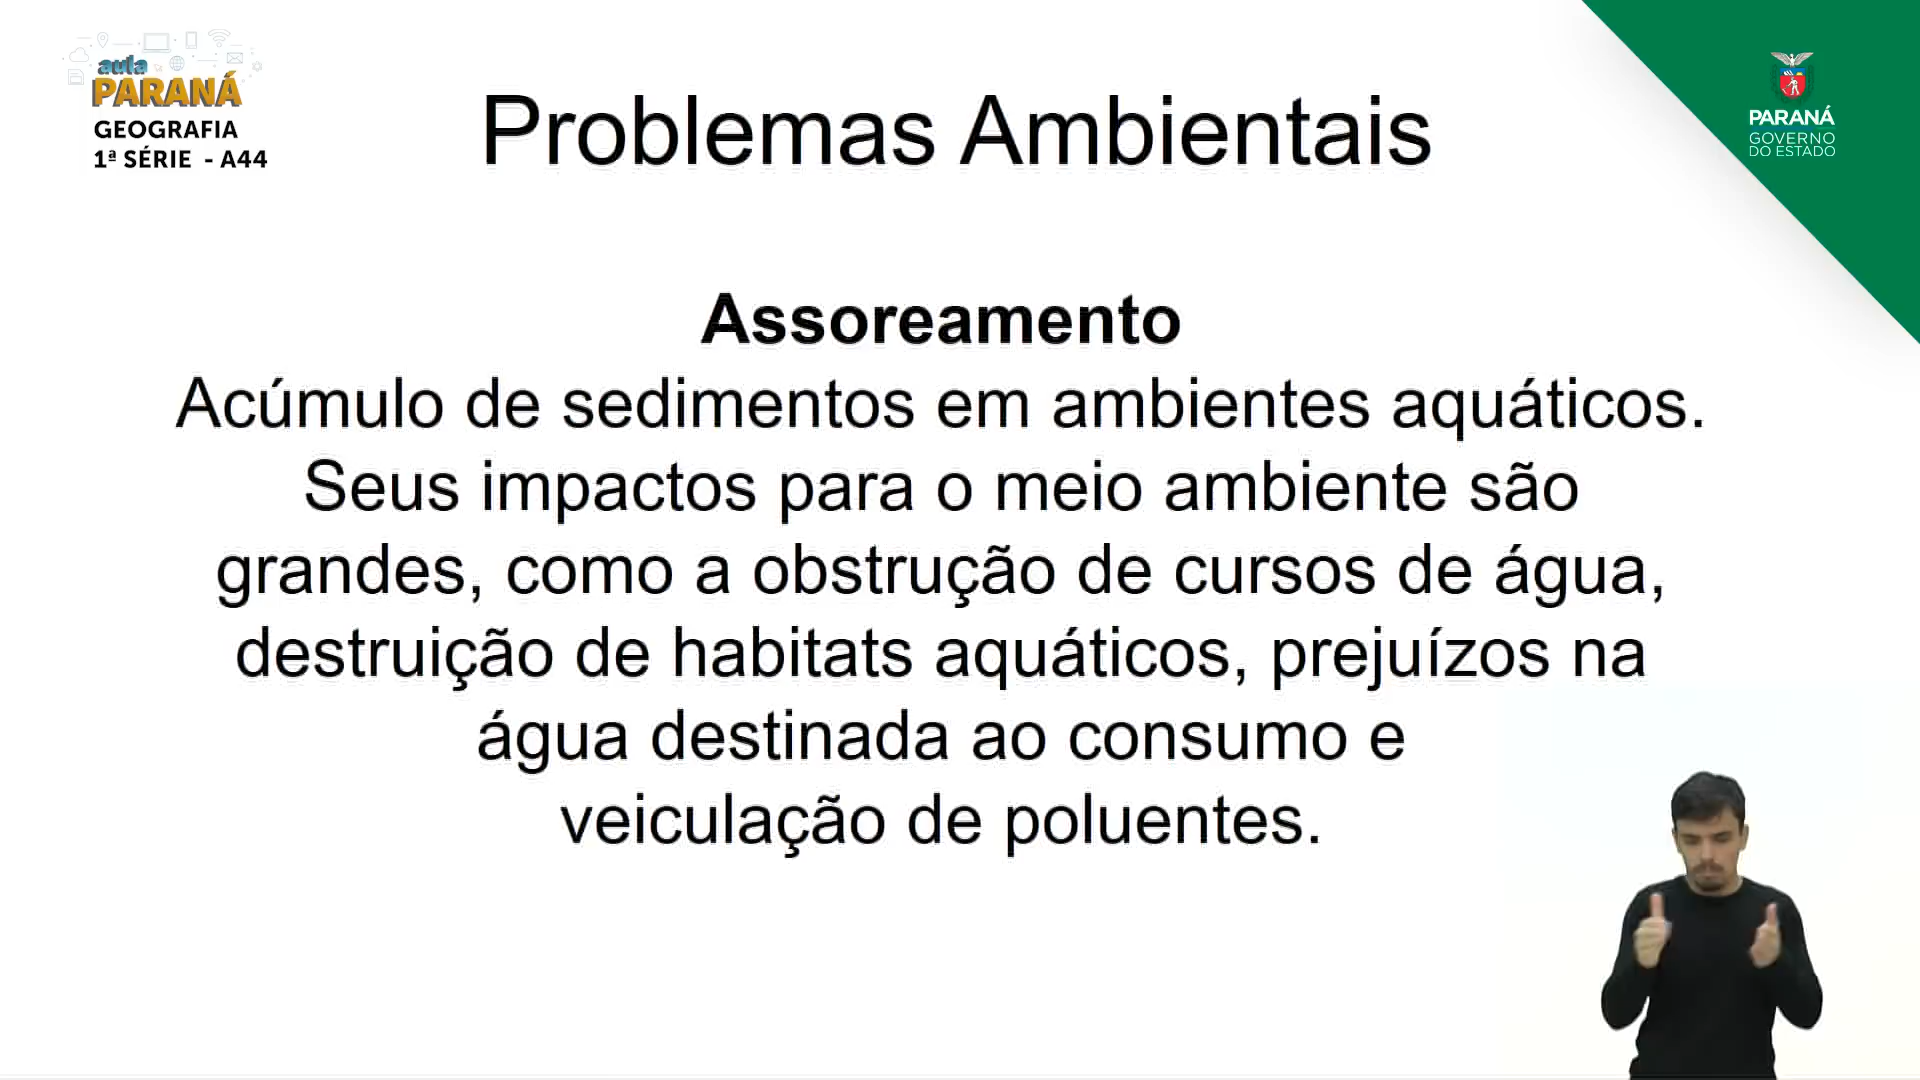 aula
PARANÁ
GEOGRAFIA
1ª SÉRIE - A44
Problemas Ambientais
PARANÁ
GOVERNO
DO ESTADO
Assoreamento
Acúmulo de sedimentos em ambientes aquáticos.
Seus impactos para o meio ambiente são
grandes, como a obstrução de cursos de água,
destruição de habitats aquáticos, prejuízos na
água destinada ao consumo e
veiculação de poluentes.